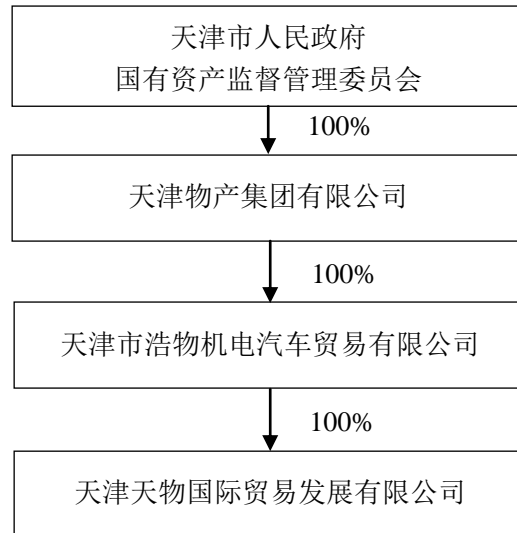 天津市人民政府
国有资产监督管理委员会
100%
天津物产集团有限公司
100%
天津市浩物机电汽车贸易有限公司
100%
天津天物国际贸易发展有限公司